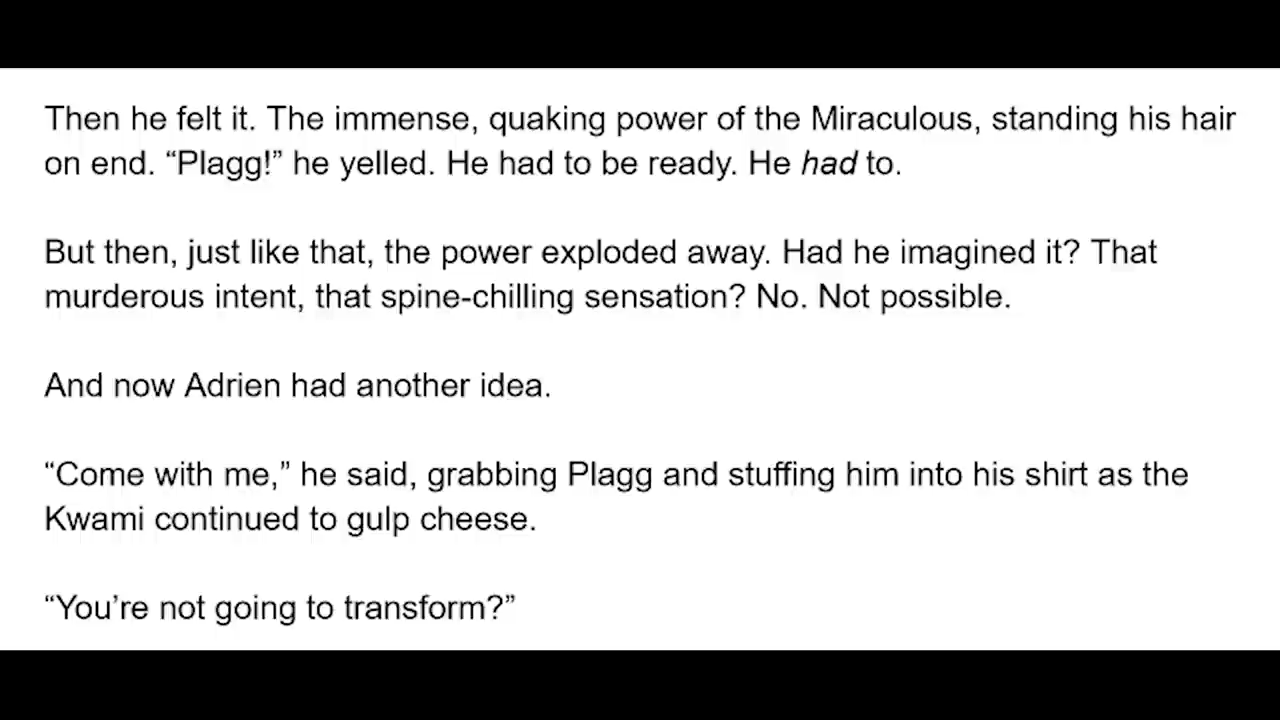 Then he felt it. The immense, quaking power of the Miraculous, standing his hair
on end. “Plagg!” he yelled. He had to be ready. He had to.
But then, just like that, the power exploded away. Had he imagined it? That
murderous intent, that spine-chilling sensation? No. Not possible.
And now Adrien had another idea.
“Come with me,” he said, grabbing Plagg and stuffing him into his shirt as the
Kwami continued to gulp cheese.
“You’re not going to transform?”